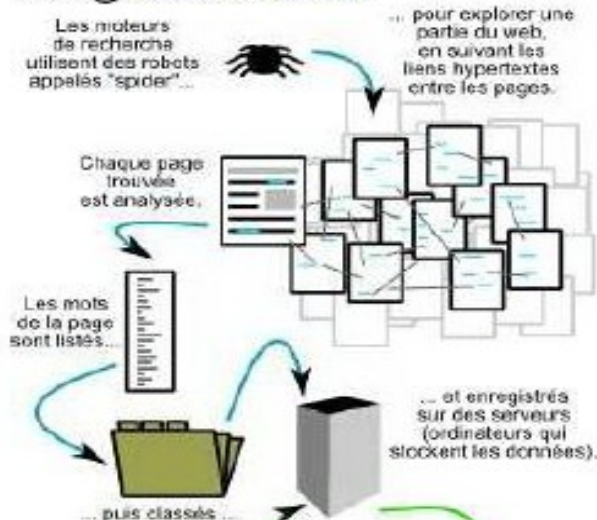 Les moteurs
de recherche
utilisent des robots
appelés "spider"...
... pour explorer une
partie du web,
en suivant les
liens hypertextes
entre les pages.
Chaque page
trouvée
est analysée.
Les mots
de la page
sont listés...
... puis classés ...
... et enregistrés
sur des serveurs
(ordinateurs qui
stockent les données).